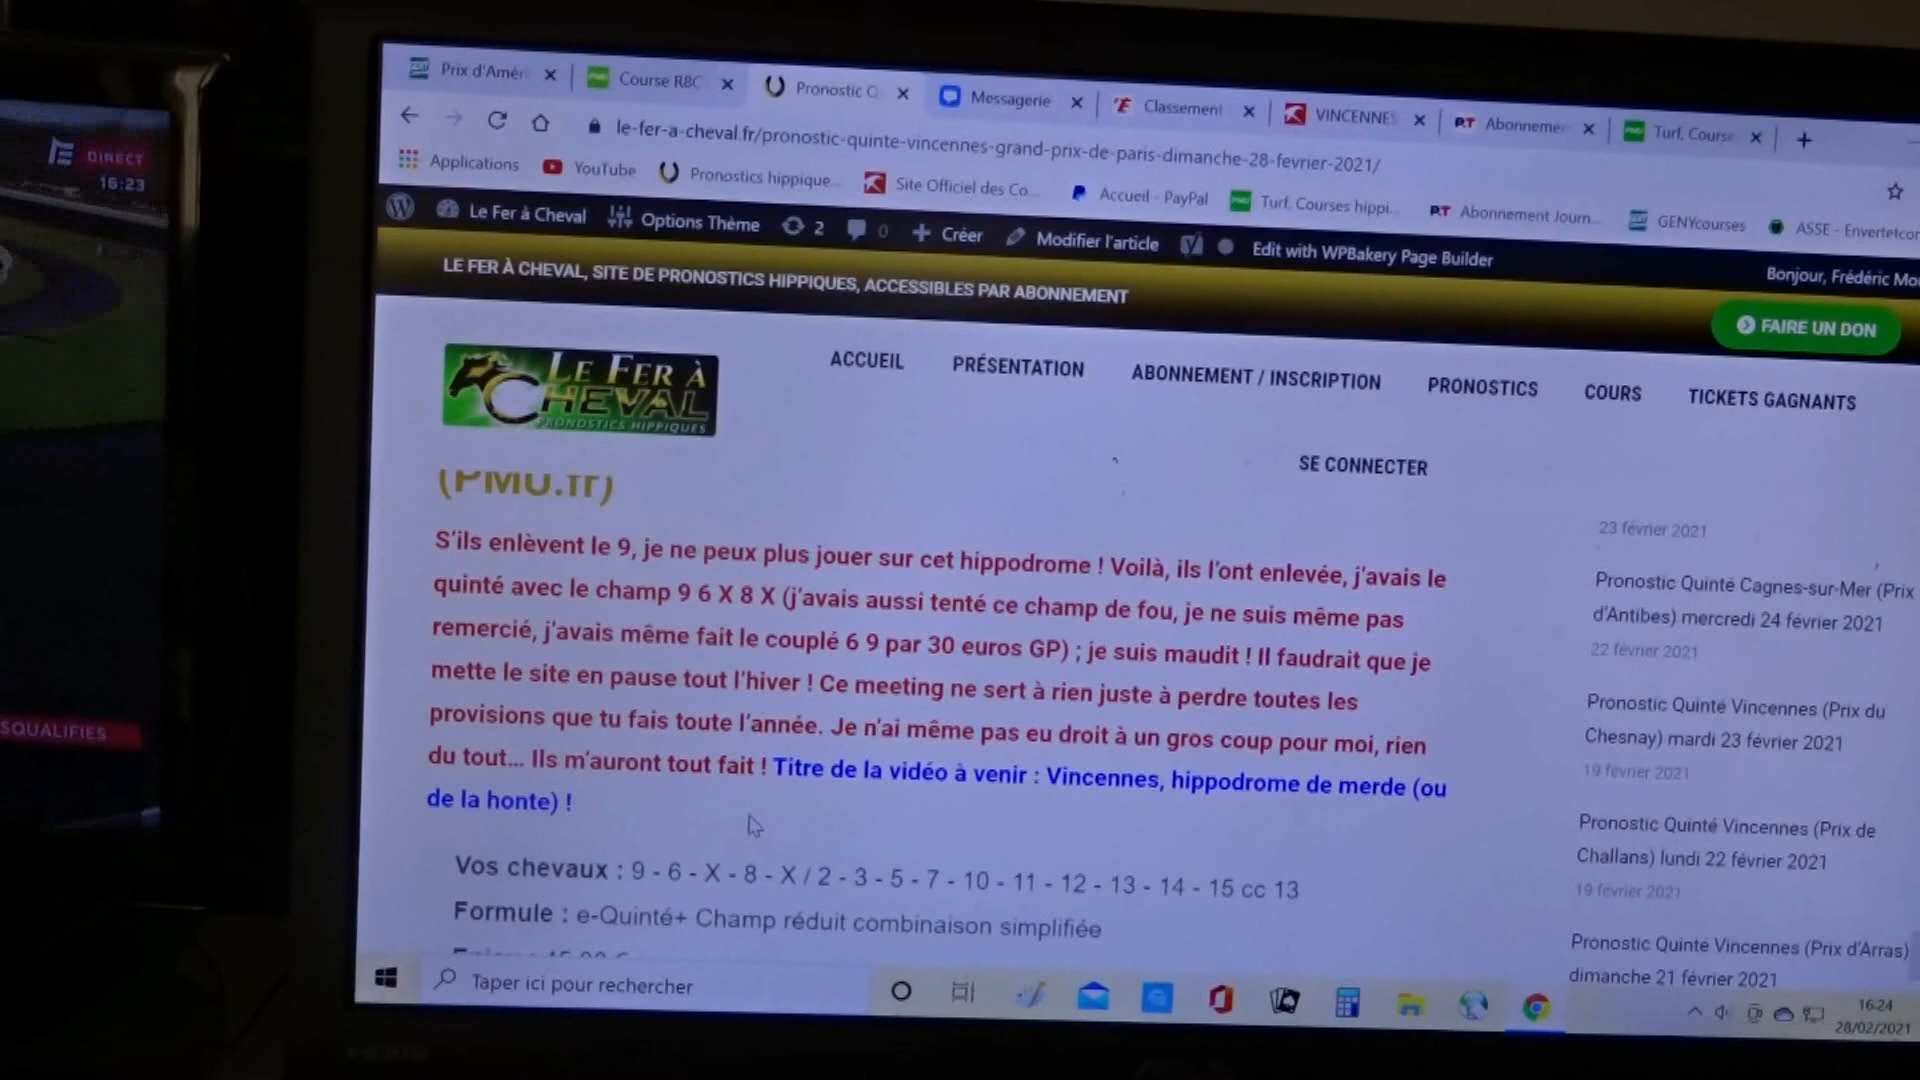 DIRECT
16:23
SQUALIFIES
Prix d'Amér
Course R8C
Pronostic Q
Messagerie
Classement
VINCENNES
Abonneme
Turf. Course
le-fer-a-cheval.fr/pronostic-quinte-vincennes-grand-prix-de-paris-dimanche-28-fevrier-2021/
Applications
YouTube
Pronostics hippique...
Site Officiel des Co...
Accueil - PayPal
Turf. Courses hippi...
Abonnement Journ...
GENYcourses
ASSE - Envertetcor
Le Fer à Cheval
Options Thème
2
0
Créer
Modifier l'article
Edit with WPBakery Page Builder
Bonjour, Frédéric Mo
LE FER À CHEVAL, SITE DE PRONOSTICS HIPPIQUES, ACCESSIBLES PAR ABONNEMENT
FAIRE UN DON
LE FER À
CHEVAL
PRONOSTICS HIPPIQUES
ACCUEIL
PRÉSENTATION
ABONNEMENT / INSCRIPTION
PRONOSTICS
COURS
TICKETS GAGNANTS
SE CONNECTER
(PMU.fr)
S'ils enlèvent le 9, je ne peux plus jouer sur cet hippodrome ! Voilà, ils l'ont enlevée, j'avais le
quinté avec le champ 9 6 X 8 X (j'avais aussi tenté ce champ de fou, je ne suis même pas
remercié, j'avais même fait le couplé 6 9 par 30 euros GP) ; je suis maudit ! Il faudrait que je
mette le site en pause tout l'hiver ! Ce meeting ne sert à rien juste à perdre toutes les
provisions que tu fais toute l'année. Je n'ai même pas eu droit à un gros coup pour moi, rien
du tout... Ils m'auront tout fait ! Titre de la vidéo à venir : Vincennes, hippodrome de merde (ou
de la honte) !
Vos chevaux : 9 - 6 - X - 8 - X / 2 - 3 - 5 - 7 - 10 - 11 - 12 - 13 - 14 - 15 cc 13
Formule : e-Quinté+ Champ réduit combinaison simplifiée
23 février 2021
Pronostic Quinté Cagnes-sur-Mer (Prix
d'Antibes) mercredi 24 février 2021
22 février 2021
Pronostic Quinté Vincennes (Prix du
Chesnay) mardi 23 février 2021
19 février 2021
Pronostic Quinté Vincennes (Prix de
Challans) lundi 22 février 2021
19 février 2021
Pronostic Quinté Vincennes (Prix d'Arras)
dimanche 21 février 2021
Taper ici pour rechercher
16:24
28/02/2021